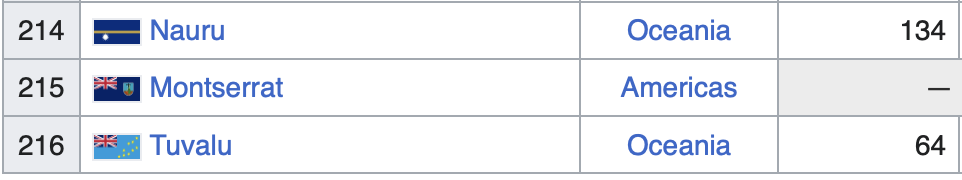 214 Nauru Oceania 134
215 Montserrat Americas —
216 Tuvalu Oceania 64